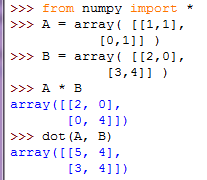 >>> from numpy import *
>>> A = array( [[1,1],
[0,1]] )
>>> B = array( [[2,0],
[3,4]] )
>>> A * B
array([[2, 0],
[0, 4]])
>>> dot(A, B)
array([[5, 4],
[3, 4]])